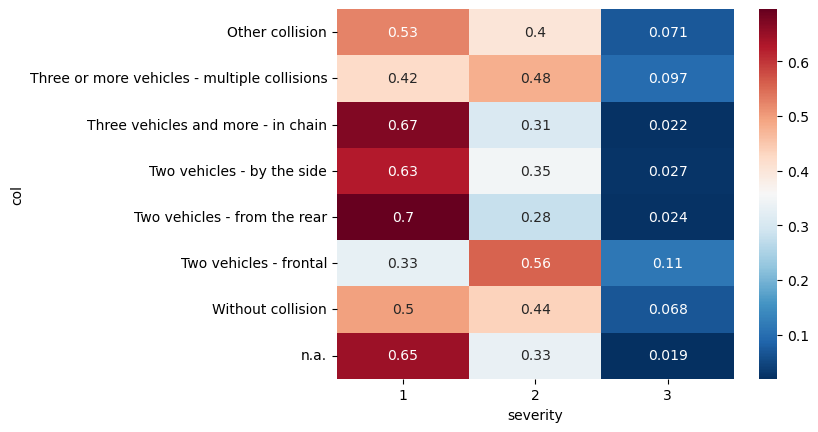 Other collision 0.53 0.4 0.071
Three or more vehicles - multiple collisions 0.42 0.48 0.097
Three vehicles and more - in chain 0.67 0.31 0.022
Two vehicles - by the side 0.63 0.35 0.027
Two vehicles - from the rear 0.7 0.28 0.024
Two vehicles - frontal 0.33 0.56 0.11
Without collision 0.5 0.44 0.068
n.a. 0.65 0.33 0.019
1 2 3
severity
col
0.6
0.5
0.4
0.3
0.2
0.1